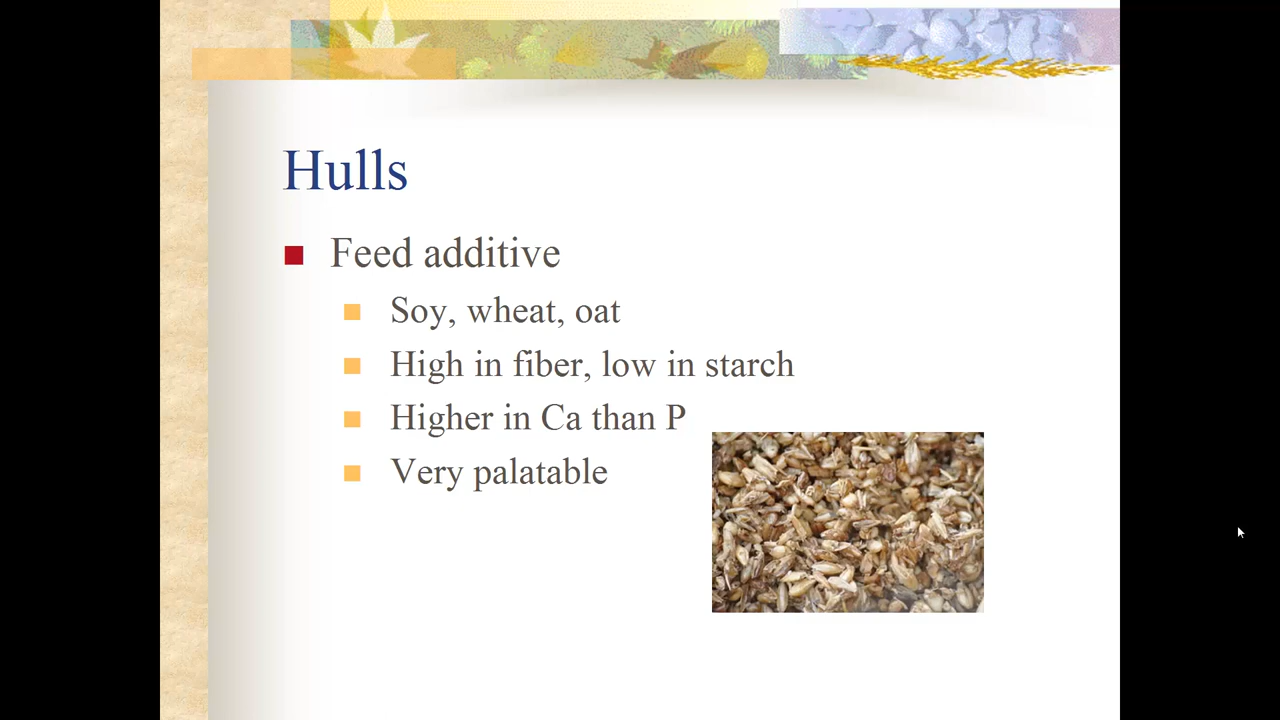 Hulls
Feed additive
Soy, wheat, oat
High in fiber, low in starch
Higher in Ca than P
Very palatable